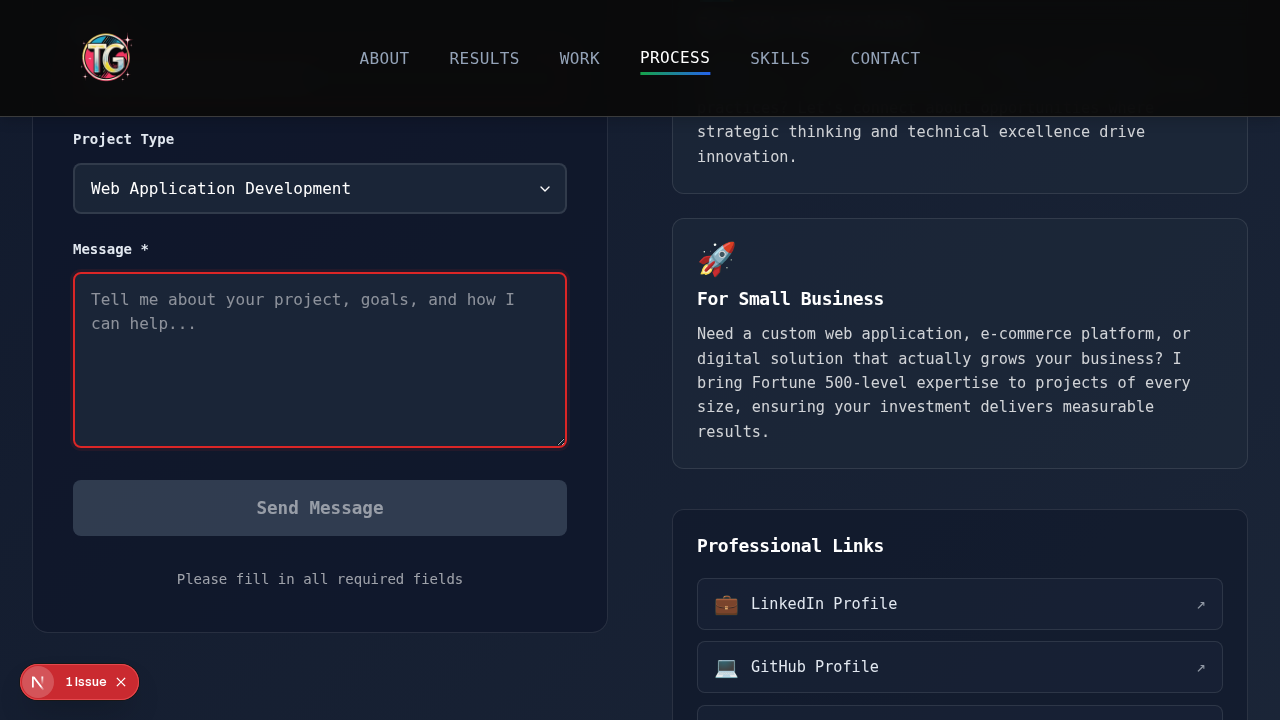 TG
ABOUT
RESULTS
WORK
PROCESS
SKILLS
CONTACT
Project Type
Web Application Development
Message *
Tell me about your project, goals, and how I
can help...
Send Message
Please fill in all required fields
N
1 Issue
strategic thinking and technical excellence drive
innovation.
For Small Business
Need a custom web application, e-commerce platform, or
digital solution that actually grows your business? I
bring Fortune 500-level expertise to projects of every
size, ensuring your investment delivers measurable
results.
Professional Links
LinkedIn Profile
GitHub Profile